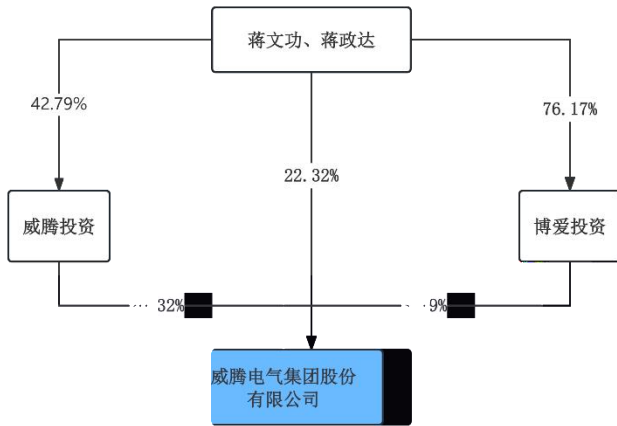 蒋文功、蒋政达
42.79%
76.17%
22.32%
威腾投资
博爱投资
32%
9%
威腾电气集团股份
有限公司